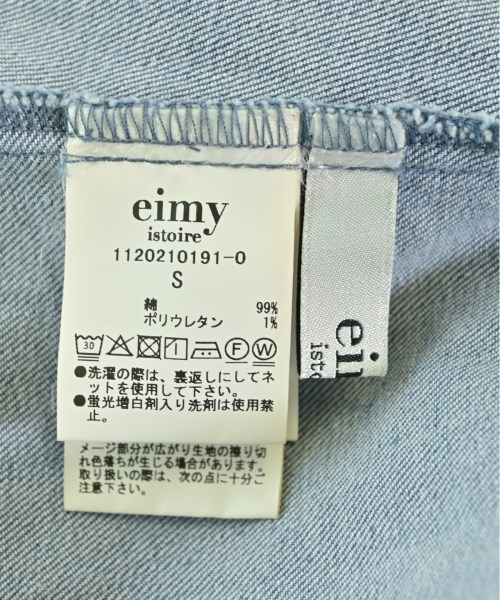 eimy
istoire
1120210191-0
S
綿 99%
ポリウレタン 1%
30 F W
●洗濯の際は、裏返しにしてネ
ットを使用して下さい。
●蛍光増白剤入り洗剤は使用禁
止。
メージ部分が広がり生地の擦り切
れ色落ちが生じる場合があります。
取り扱いの際は、次の点に十分ご
注意下さい。
eim
isto